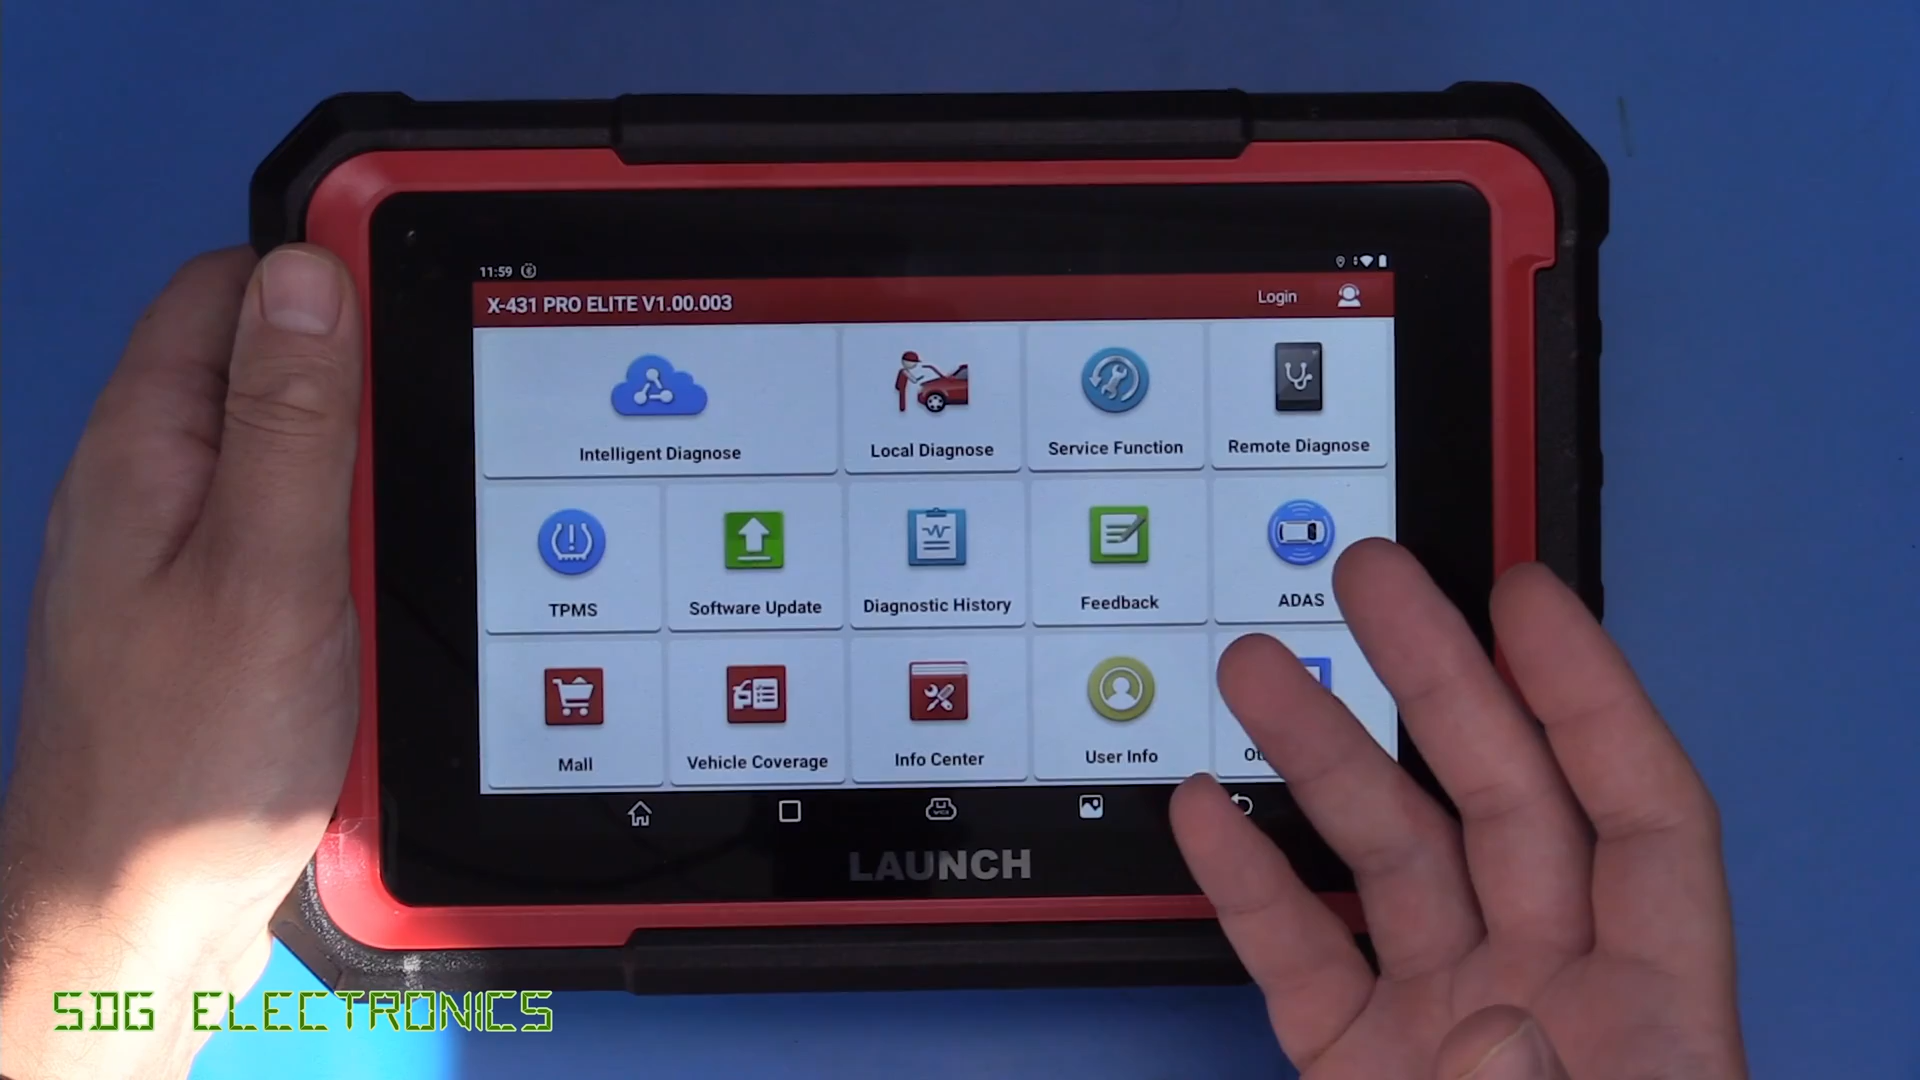 11:59
X-431 PRO ELITE V1.00.003
Login
Intelligent Diagnose
Local Diagnose
Service Function
Remote Diagnose
TPMS
Software Update
Diagnostic History
Feedback
ADAS
Mall
Vehicle Coverage
Info Center
User Info
LAUNCH
SDG ELECTRONICS